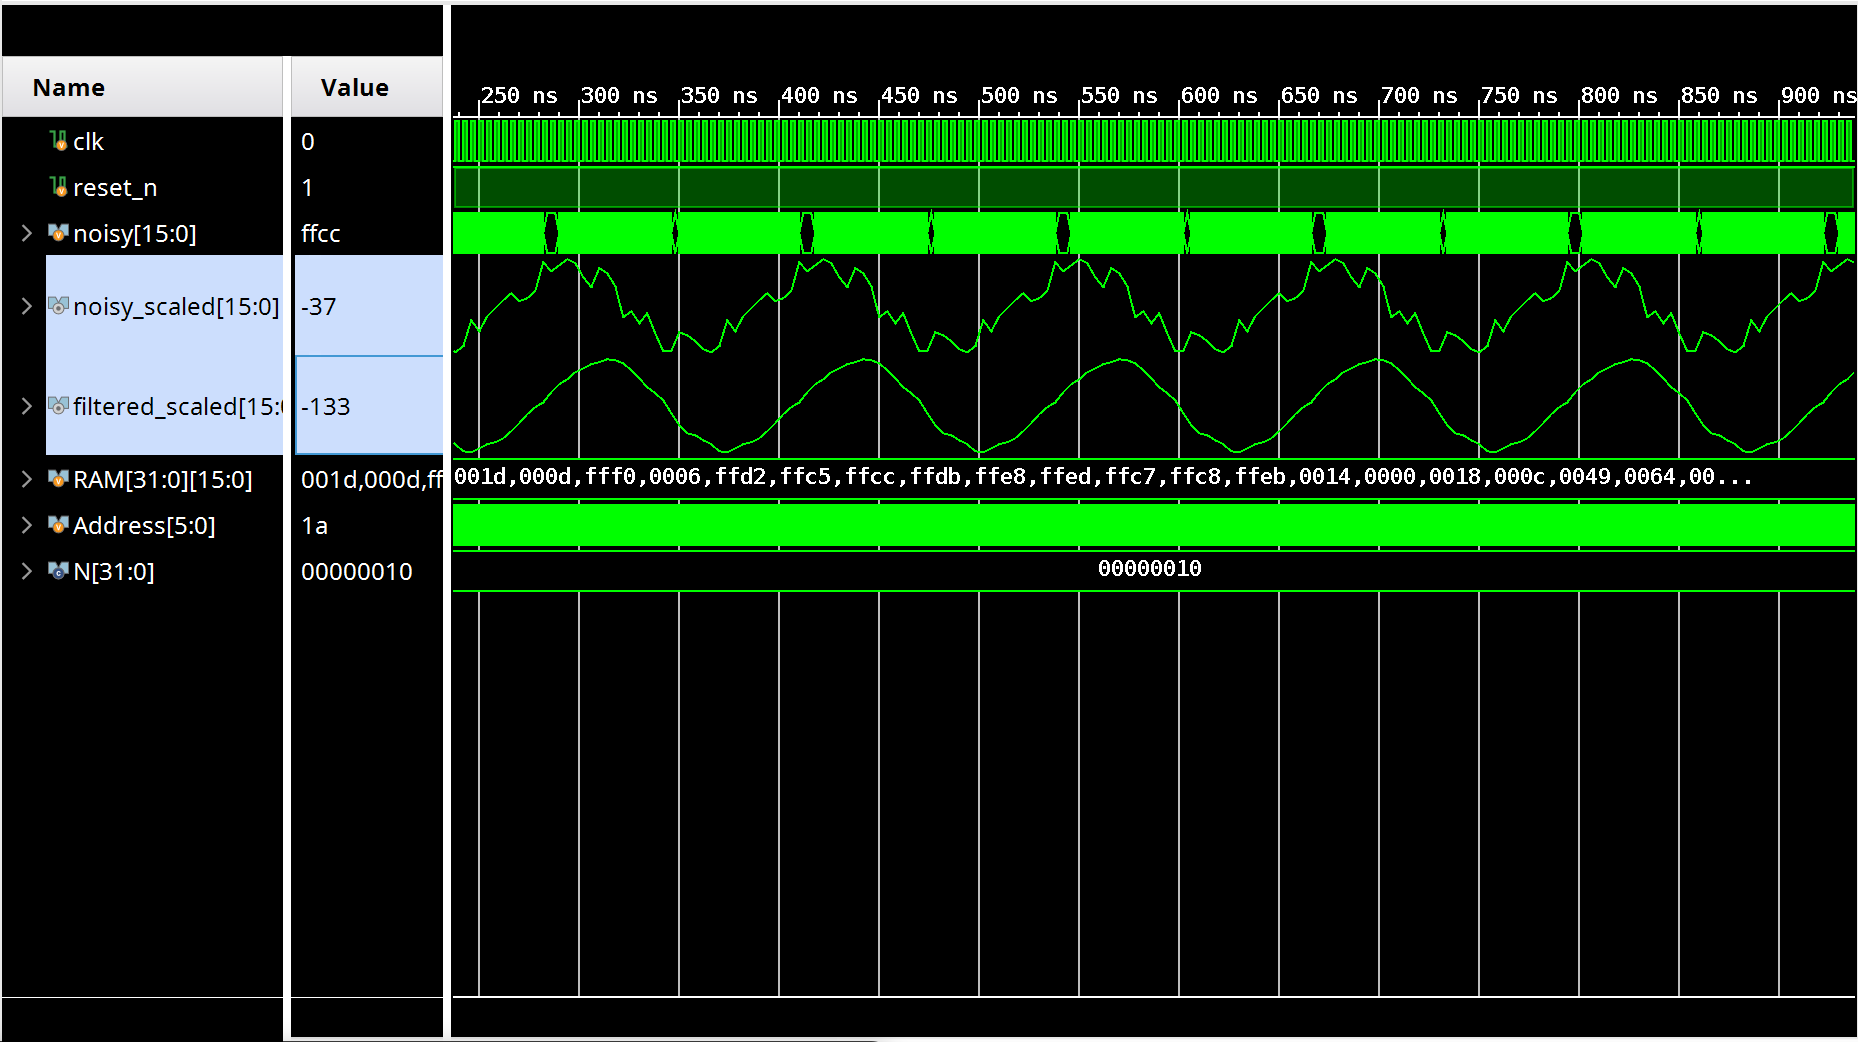 Name Value
250 ns 300 ns 350 ns 400 ns 450 ns 500 ns 550 ns 600 ns 650 ns 700 ns 750 ns 800 ns 850 ns 900 ns
clk 0
reset_n 1
noisy[15:0] ffcc
noisy_scaled[15:0] -37
filtered_scaled[15:0 -133
RAM[31:0][15:0] 001d,000d,ff 001d,000d,fff0,0006,ffd2,ffc5,ffcc,ffdb,ffe8,ffed,ffc7,ffc8,ffeb,0014,0000,0018,000c,0049,0064,00...
Address[5:0] 1a
N[31:0] 00000010 00000010